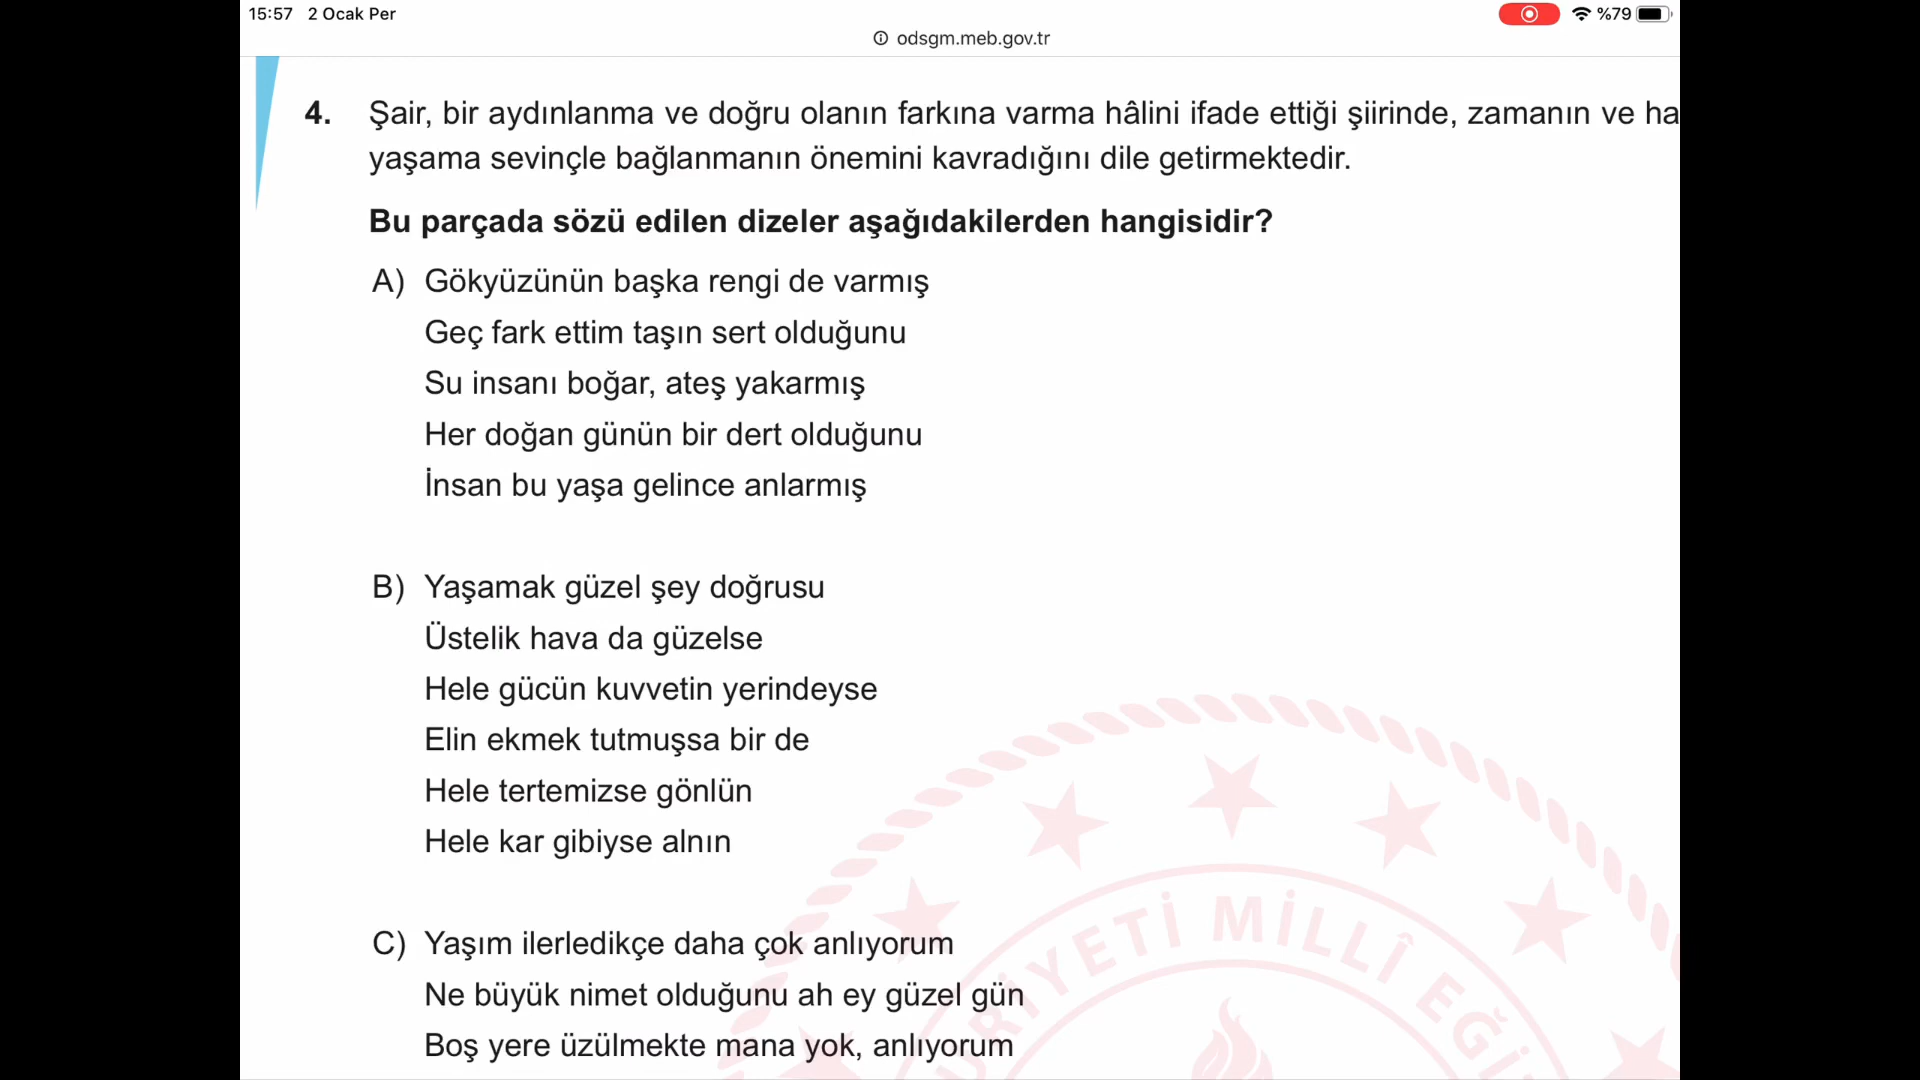 15:57 2 Ocak Per
%79
odsgm.meb.gov.tr
4. Şair, bir aydınlanma ve doğru olanın farkına varma hâlini ifade ettiği şiirinde, zamanın ve ha
yaşama sevinçle bağlanmanın önemini kavradığını dile getirmektedir.
Bu parçada sözü edilen dizeler aşağıdakilerden hangisidir?
A) Gökyüzünün başka rengi de varmış
Geç fark ettim taşın sert olduğunu
Su insanı boğar, ateş yakarmış
Her doğan günün bir dert olduğunu
İnsan bu yaşa gelince anlarmış
B) Yaşamak güzel şey doğrusu
Üstelik hava da güzelse
Hele gücün kuvvetin yerindeyse
Elin ekmek tutmuşsa bir de
Hele tertemizse gönlün
Hele kar gibiyse alnın
C) Yaşım ilerledikçe daha çok anlıyorum
Ne büyük nimet olduğunu ah ey güzel gün
Boş yere üzülmekte mana yok, anlıyorum
URİYETİ MİLLÎ EĞİ